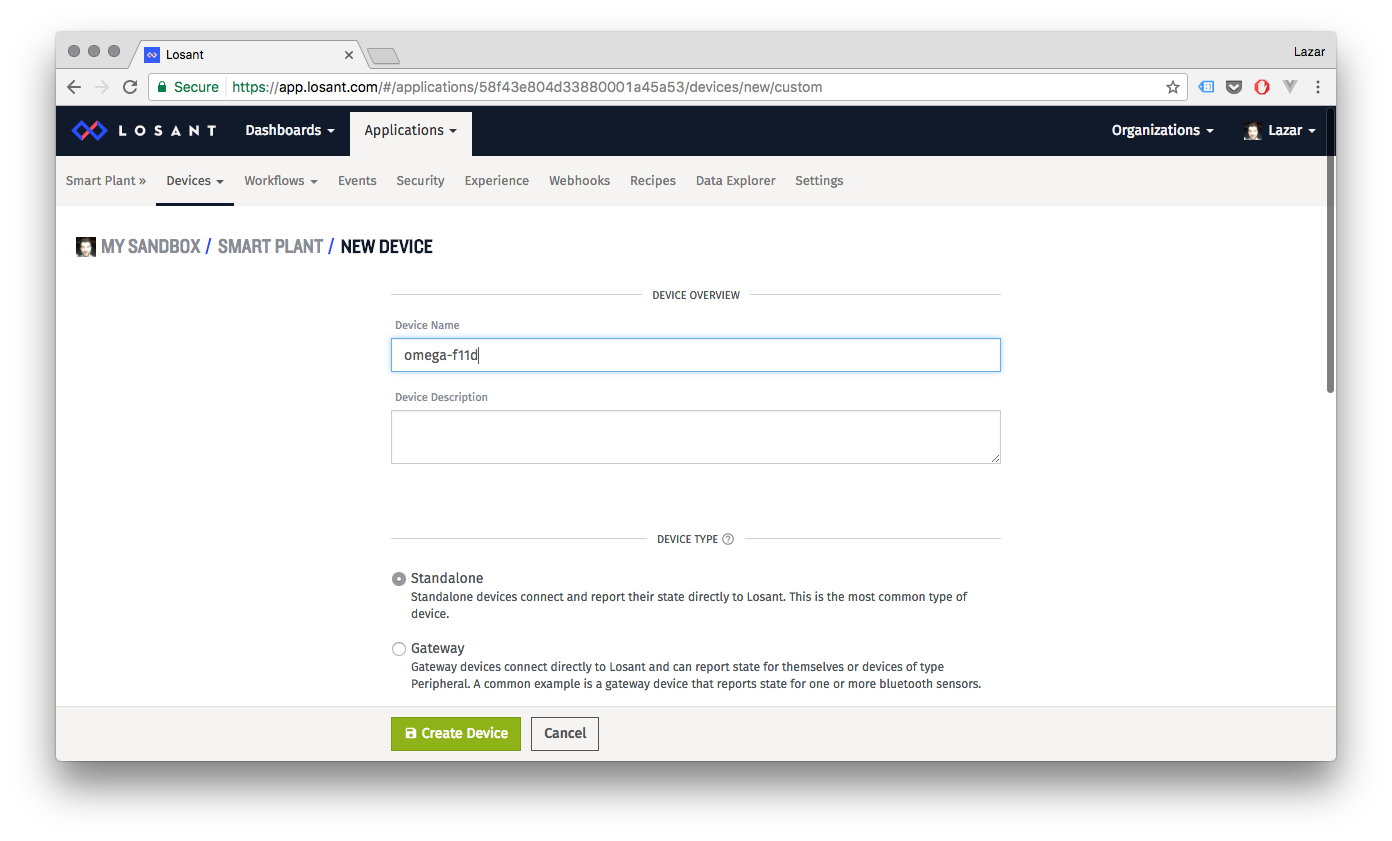 Losant
Lazar
Secure https://app.losant.com/#/applications/58f43e804d33880001a45a53/devices/new/custom
LOSANT Dashboards Applications Organizations Lazar
Smart Plant » Devices Workflows Events Security Experience Webhooks Recipes Data Explorer Settings
MY SANDBOX / SMART PLANT / NEW DEVICE
DEVICE OVERVIEW
Device Name
omega-f11d
Device Description
DEVICE TYPE ?
Standalone
Standalone devices connect and report their state directly to Losant. This is the most common type of
device.
Gateway
Gateway devices connect directly to Losant and can report state for themselves or devices of type
Peripheral. A common example is a gateway device that reports state for one or more bluetooth sensors.
Create Device Cancel